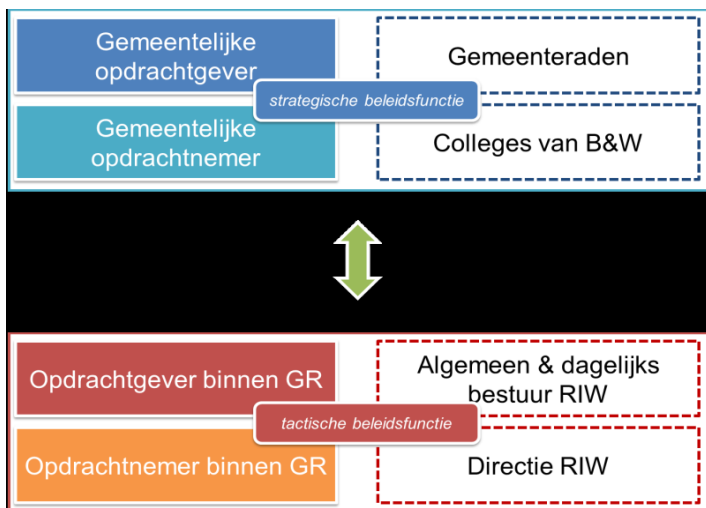 Gemeentelijke
opdrachtgever
Gemeenteraden
strategische beleidsfunctie
Gemeentelijke
opdrachtnemer
Colleges van B&W
Opdrachtgever binnen GR
Algemeen & dagelijks
bestuur RIW
tactische beleidsfunctie
Opdrachtnemer binnen GR
Directie RIW